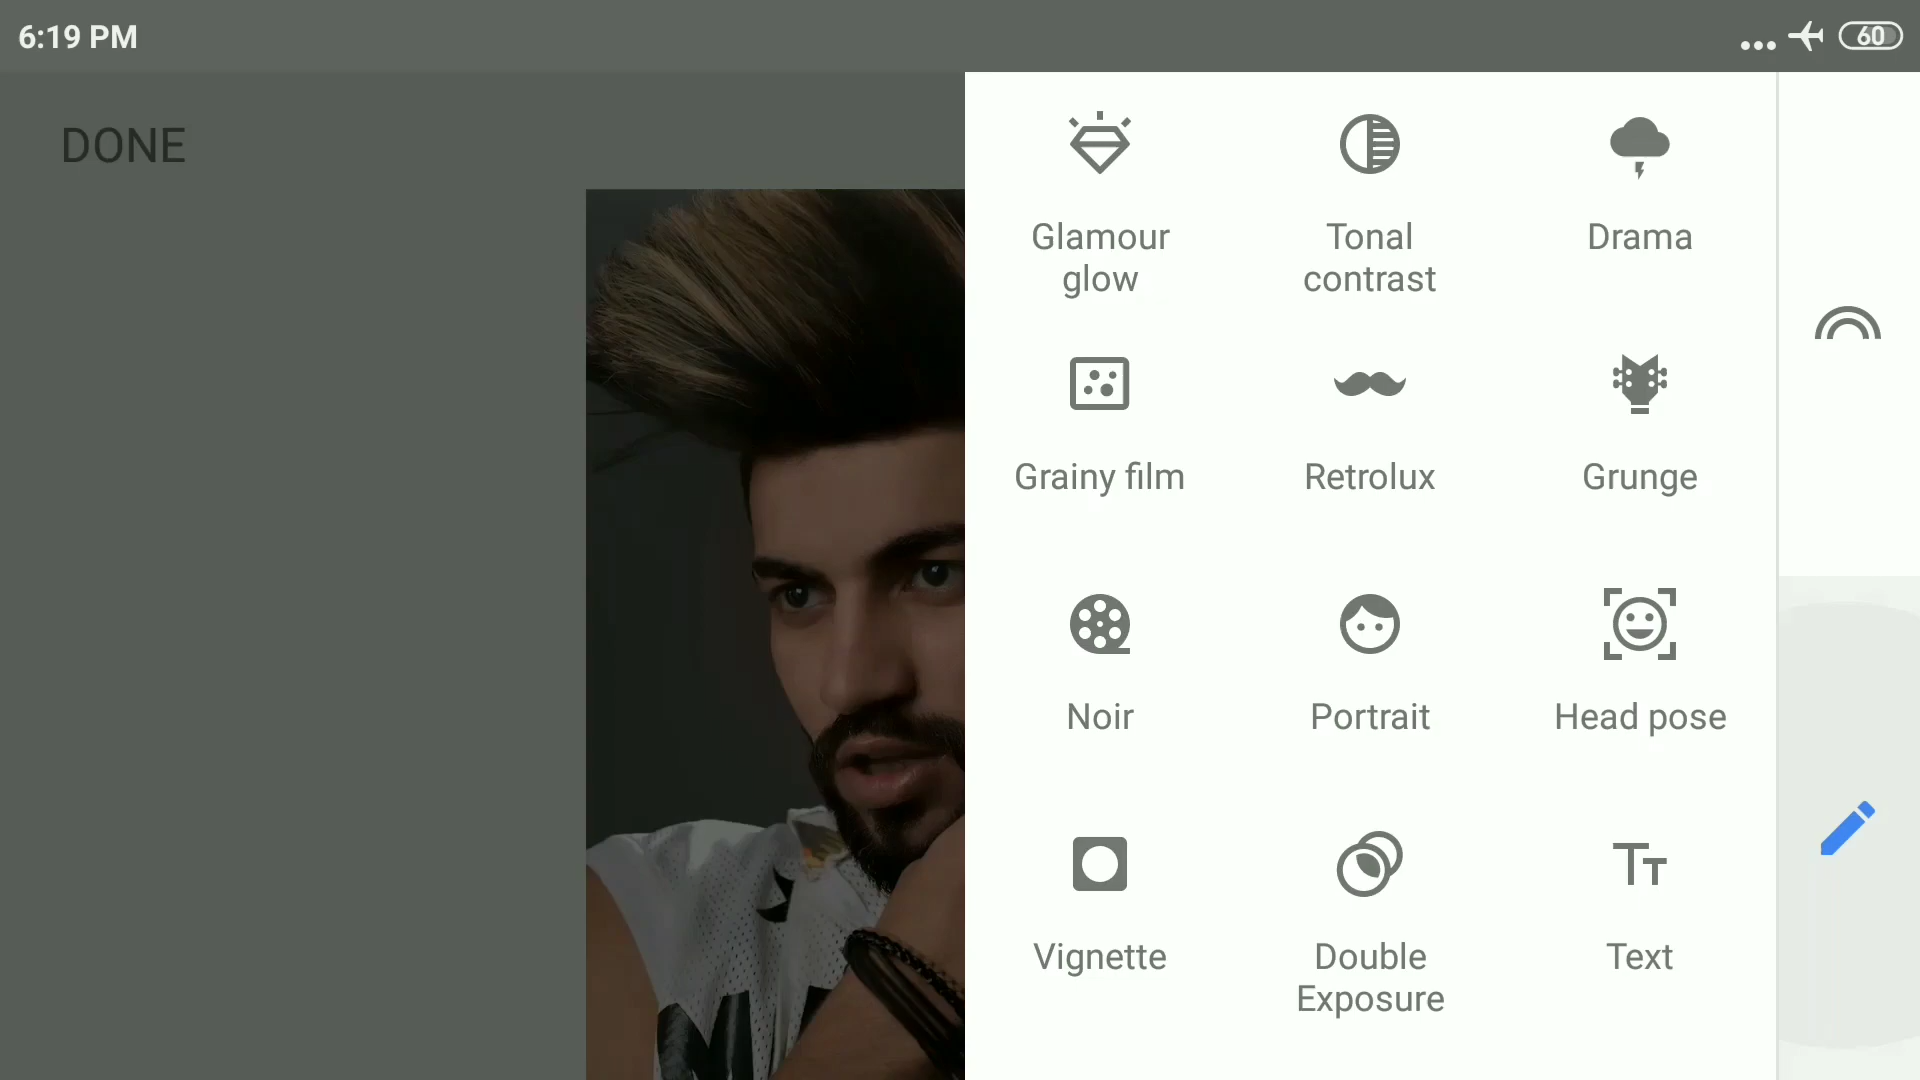 6:19 PM
60
DONE
Glamour
glow
Tonal
contrast
Drama
Grainy film
Retrolux
Grunge
Noir
Portrait
Head pose
Vignette
Double
Exposure
Text